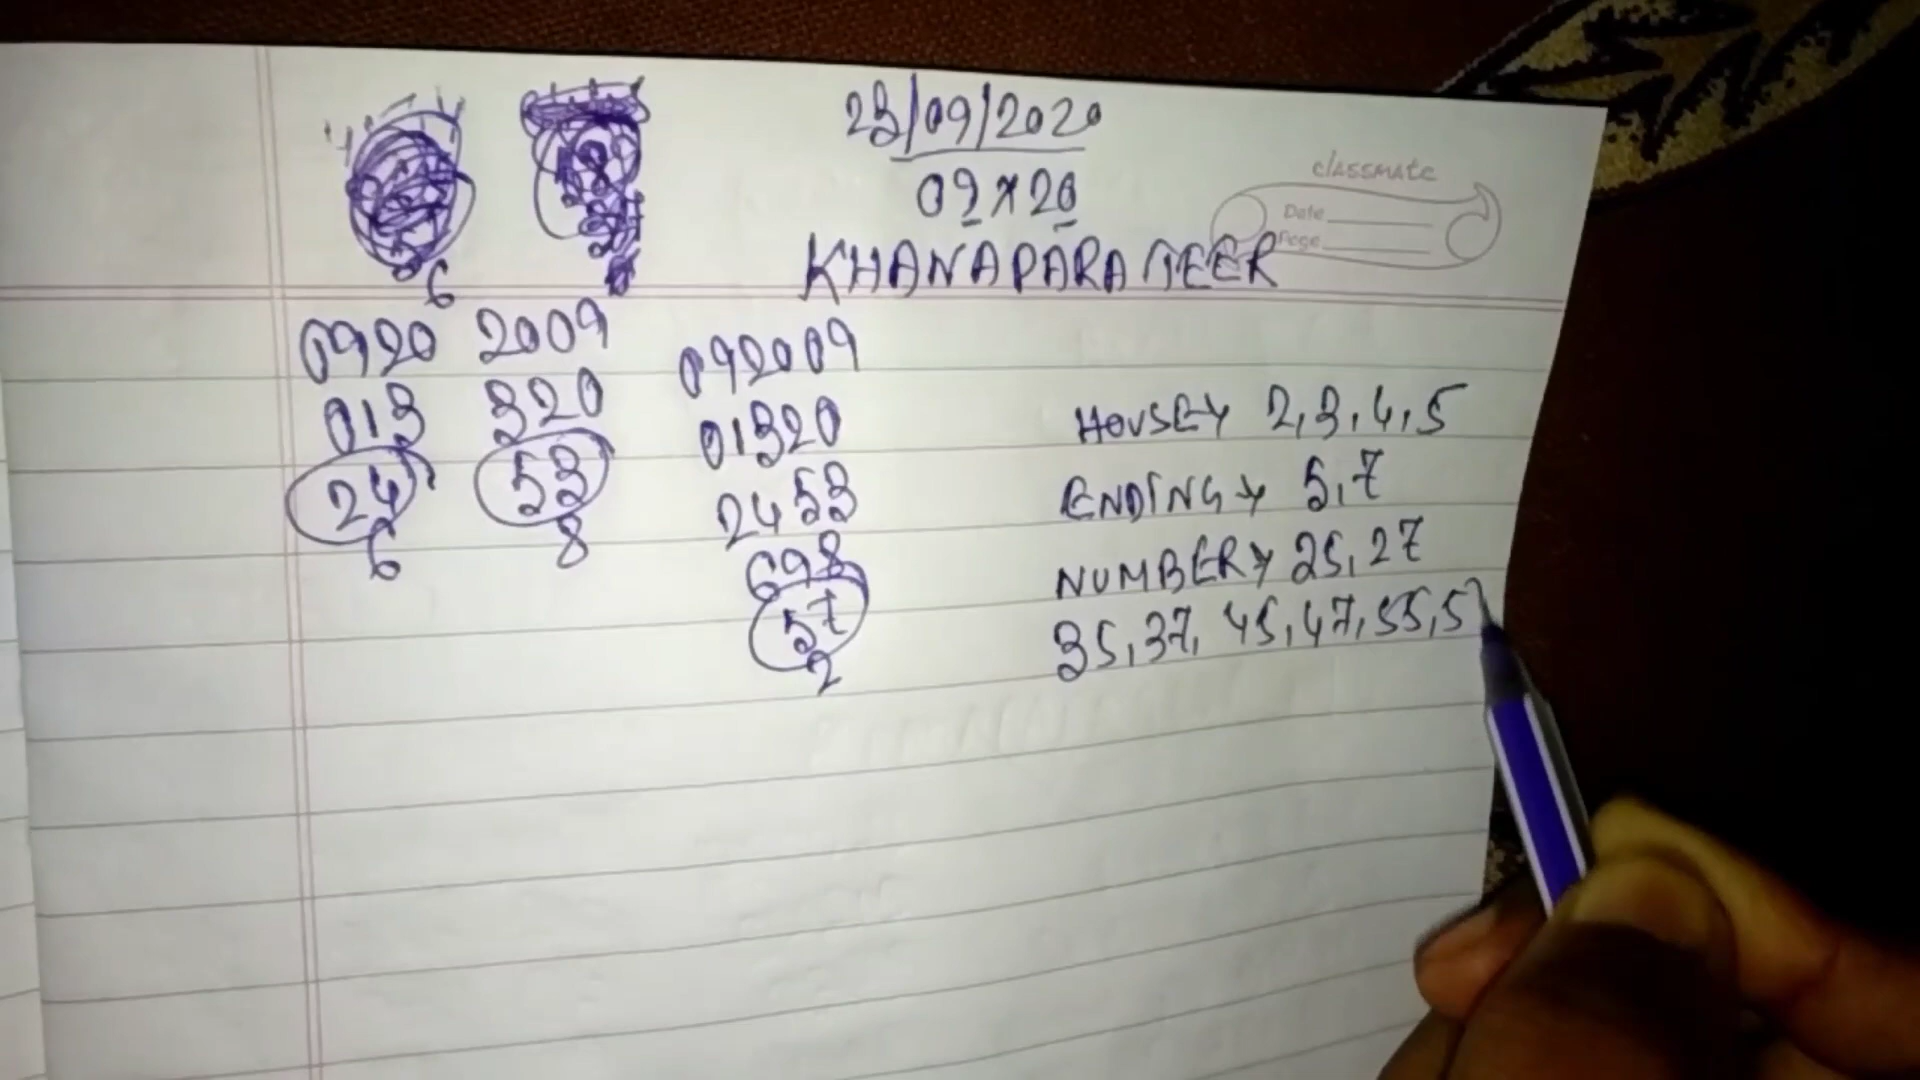 23/09/2020
09 x 20
classmate
Date
Page
KHANAPARA TEER
6
0920 2009 092009
013 320 01320
24 53 2453
6 8 698
57
2
HOUSE→ 2,3,4,5
ENDING→ 5,7
NUMBER→ 25,27
35,37,45,47,55,57